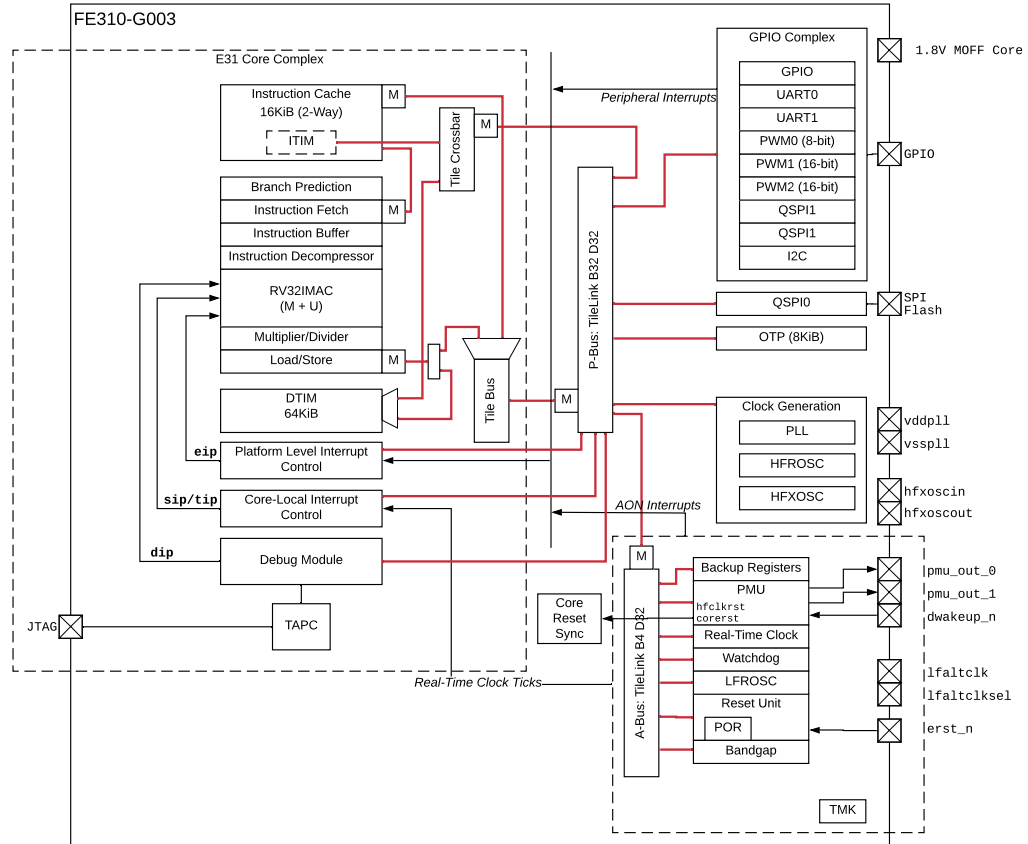 FE310-G003
E31 Core Complex
Instruction Cache
16KiB (2-Way)
ITIM
M
Tile Crossbar
M
Branch Prediction
Instruction Fetch
M
Instruction Buffer
Instruction Decompressor
RV32IMAC
(M + U)
Multiplier/Divider
Load/Store
M
DTIM
64KiB
Tile Bus
M
eip
Platform Level Interrupt
Control
sip/tip
Core-Local Interrupt
Control
dip
Debug Module
JTAG
TAPC
Real-Time Clock Ticks
Peripheral Interrupts
P-Bus: TileLink B32 D32
GPIO Complex
GPIO
UART0
UART1
PWM0 (8-bit)
PWM1 (16-bit)
PWM2 (16-bit)
QSPI1
QSPI1
I2C
QSPI0
OTP (8KiB)
Clock Generation
PLL
HFROSC
HFXOSC
AON Interrupts
M
A-Bus: TileLink B4 D32
Core
Reset
Sync
Backup Registers
PMU
hfclkrst
corerst
Real-Time Clock
Watchdog
LFROSC
Reset Unit
POR
Bandgap
TMK
1.8V MOFF Core
GPIO
SPI
Flash
vddpll
vsspll
hfxoscin
hfxoscout
pmu_out_0
pmu_out_1
dwakeup_n
lfaltclk
lfaltclksel
erst_n